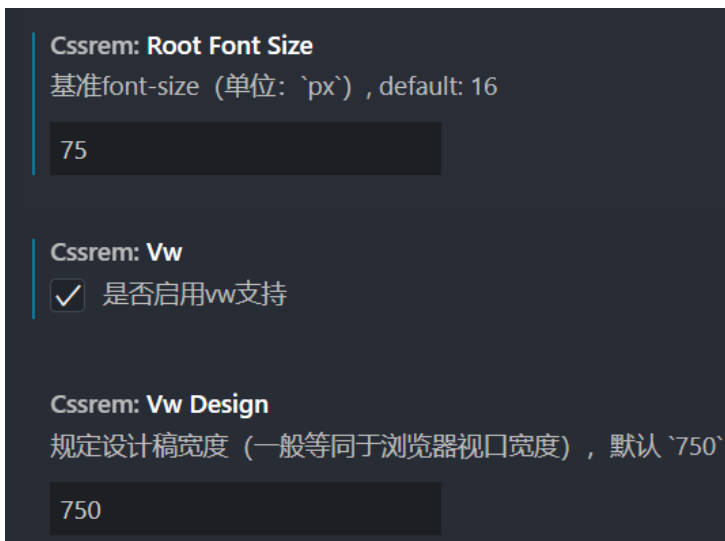 Cssrem: Root Font Size
基准font-size（单位：`px`）, default: 16
75
Cssrem: Vw
是否启用vw支持
Cssrem: Vw Design
规定设计稿宽度（一般等同于浏览器视口宽度），默认 `750`
750